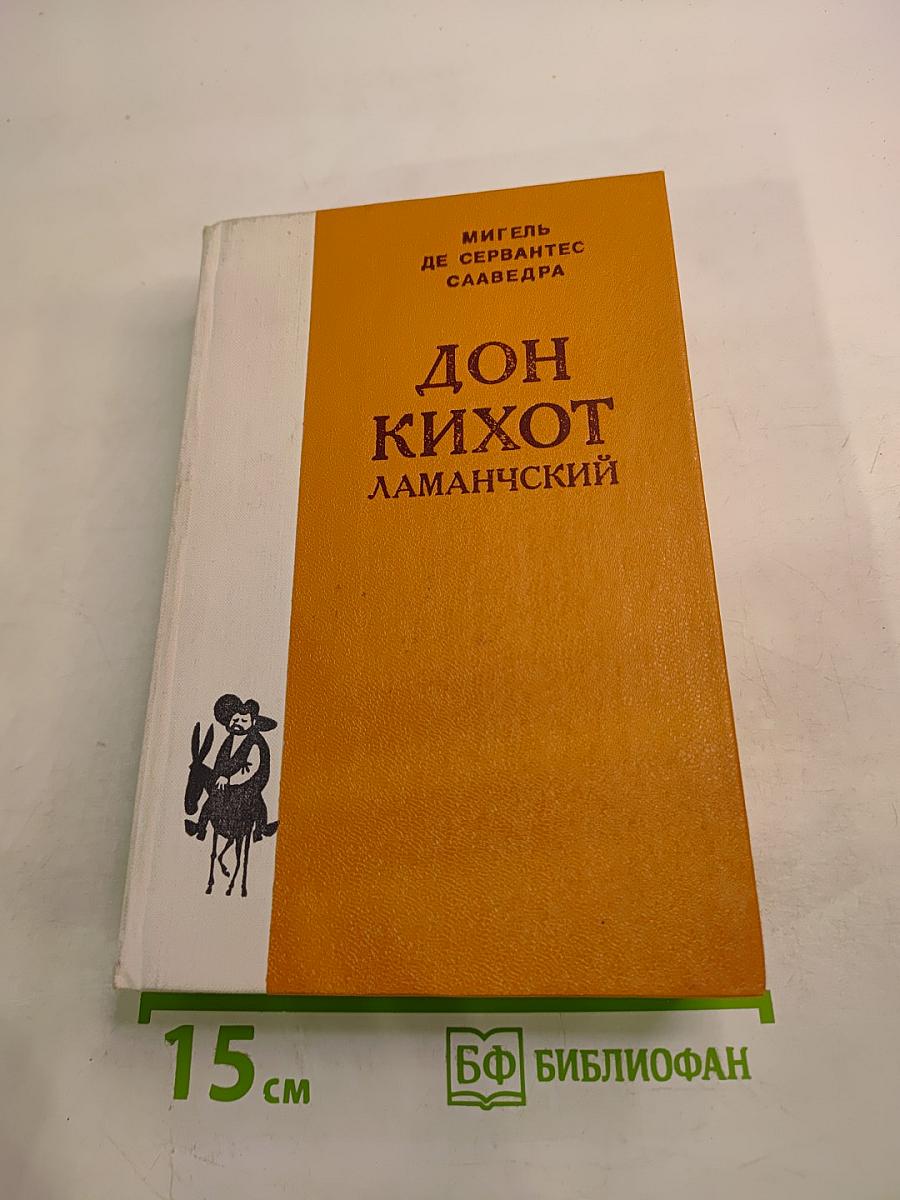 МИГЕЛЬ
ДЕ СЕРВАНТЕС
СААВЕДРА
ДОН
КИХОТ
ЛАМАНЧСКИЙ
15 см
БФ БИБЛИОФАН